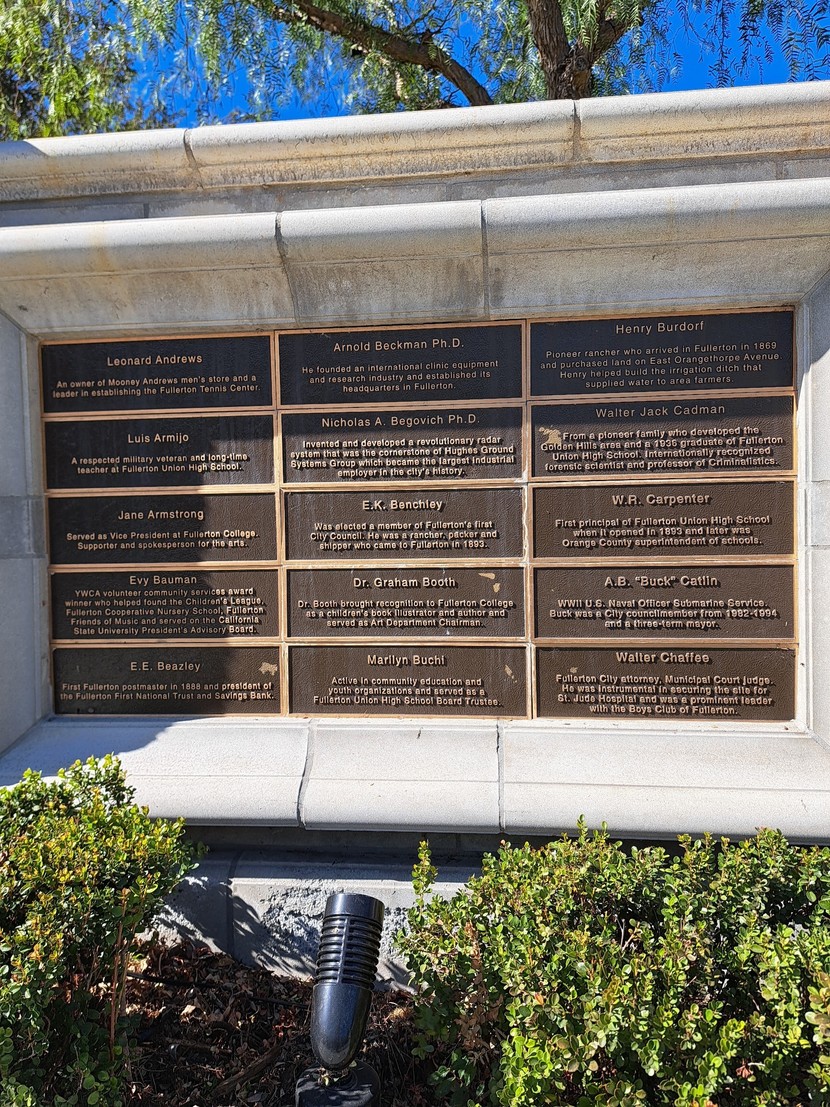 Leonard Andrews
An owner of Mooney Andrews men's store and a
leader in establishing the Fullerton Tennis Center.
Luis Armijo
A respected military veteran and long-time
teacher at Fullerton Union High School.
Jane Armstrong
Served as Vice President at Fullerton College.
Supporter and spokesperson for the arts.
Evy Bauman
YWCA volunteer community services award
winner who helped found the Children's League,
Fullerton Cooperative Nursery School, Fullerton
Friends of Music and served on the California
State University President's Advisory Board.
E.E. Beazley
First Fullerton postmaster in 1888 and president of
the Fullerton First National Trust and Savings Bank.
Arnold Beckman Ph.D.
He founded an international clinic equipment
and research industry and established its
headquarters in Fullerton.
Nicholas A. Begovich Ph.D.
Invented and developed a revolutionary radar
system that was the cornerstone of Hughes Ground
Systems Group which became the largest industrial
employer in the city's history.
E.K. Benchley
Was elected a member of Fullerton's first
City Council. He was a rancher, packer and
shipper who came to Fullerton in 1893.
Dr. Graham Booth
Dr. Booth brought recognition to Fullerton College
as a children's book illustrator and author and
served as Art Department Chairman.
Marilyn Buchi
Active in community education and
youth organizations and served as a
Fullerton Union High School Board Trustee.
Henry Burdorf
Pioneer rancher who arrived in Fullerton in 1869
and purchased land on East Orangethorpe Avenue.
Henry helped build the irrigation ditch that
supplied water to area farmers.
Walter Jack Cadman
From a pioneer family who developed the
Golden Hills area and a 1935 graduate of Fullerton
Union High School. Internationally recognized
forensic scientist and professor of Criminalistics.
W.R. Carpenter
First principal of Fullerton Union High School
when it opened in 1893 and later was
Orange County superintendent of schools.
A.B. "Buck" Catlin
WWII U.S. Naval Officer Submarine Service.
Buck was a City councilmember from 1982-1994
and a three-term mayor.
Walter Chaffee
Fullerton City attorney, Municipal Court judge.
He was instrumental in securing the site for
St. Jude Hospital and was a prominent leader
with the Boys Club of Fullerton.